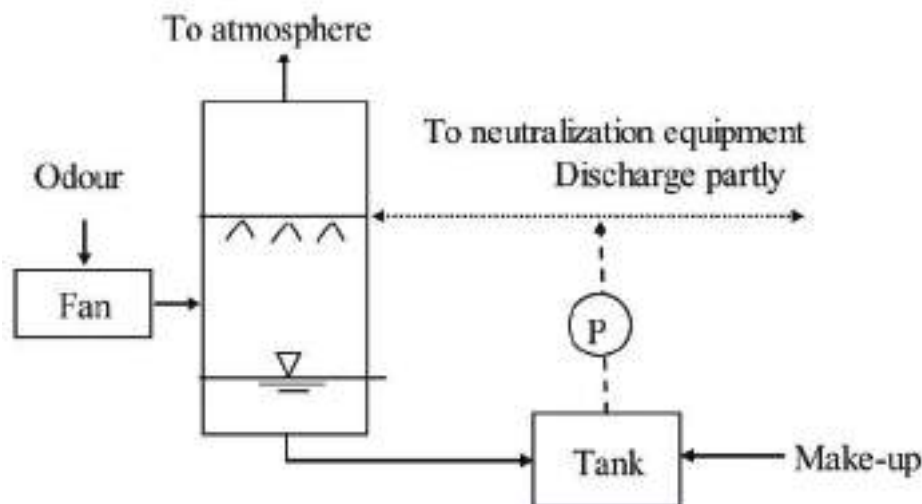 To atmosphere
To neutralization equipment
Discharge partly
Odour
Fan
P
Tank
Make-up